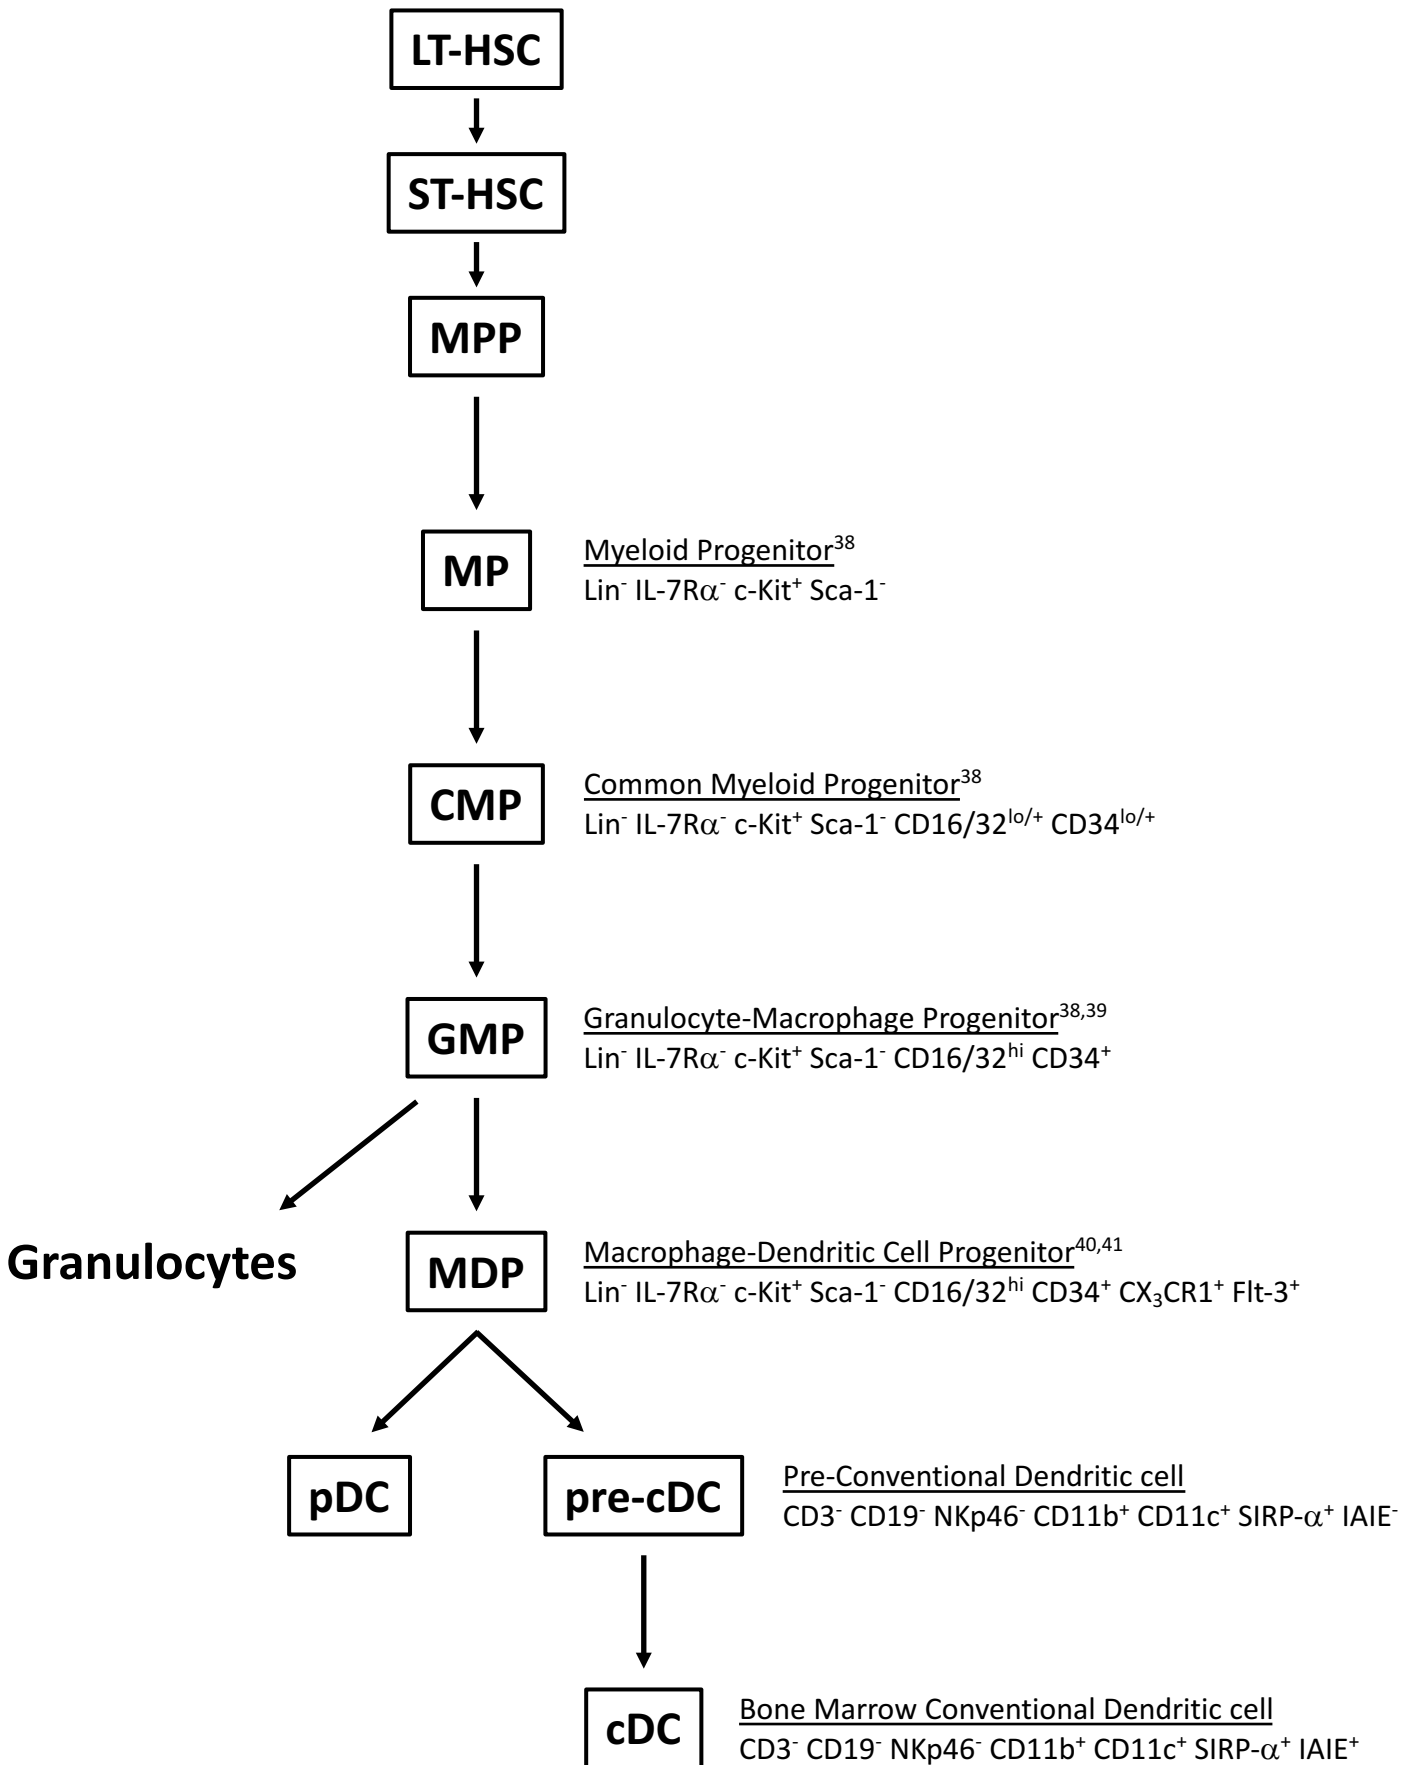 LT-HSC
ST-HSC
MPP
MP
Myeloid Progenitor³⁸
Lin⁻ IL-7Rα⁻ c-Kit⁺ Sca-1⁻
CMP
Common Myeloid Progenitor³⁸
Lin⁻ IL-7Rα⁻ c-Kit⁺ Sca-1⁻ CD16/32ˡᵒ/⁺ CD34ˡᵒ/⁺
GMP
Granulocyte-Macrophage Progenitor³⁸,³⁹
Lin⁻ IL-7Rα⁻ c-Kit⁺ Sca-1⁻ CD16/32ʰⁱ CD34⁺
Granulocytes
MDP
Macrophage-Dendritic Cell Progenitor⁴⁰,⁴¹
Lin⁻ IL-7Rα⁻ c-Kit⁺ Sca-1⁻ CD16/32ʰⁱ CD34⁺ CX₃CR1⁺ Flt-3⁺
pDC
pre-cDC
Pre-Conventional Dendritic cell
CD3⁻ CD19⁻ NKp46⁻ CD11b⁺ CD11c⁺ SIRP-α⁺ IAIE⁻
cDC
Bone Marrow Conventional Dendritic cell
CD3⁻ CD19⁻ NKp46⁻ CD11b⁺ CD11c⁺ SIRP-α⁺ IAIE⁺